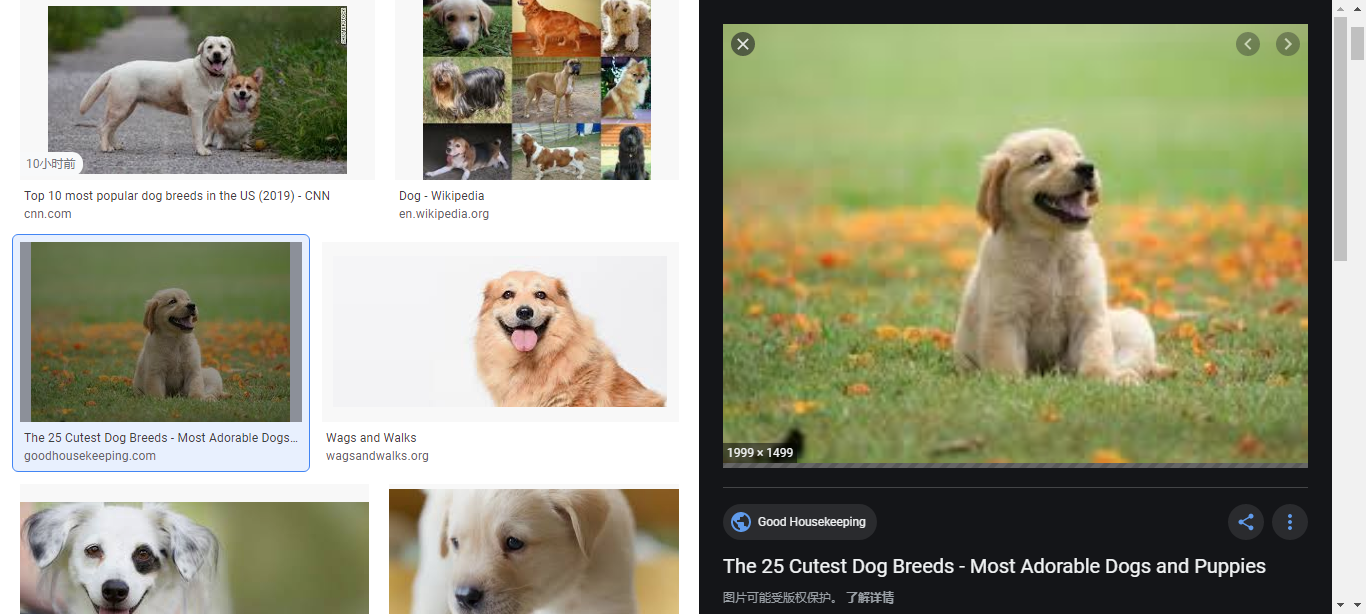 10小时前
Top 10 most popular dog breeds in the US (2019) - CNN
cnn.com
Dog - Wikipedia
en.wikipedia.org
The 25 Cutest Dog Breeds - Most Adorable Dogs...
goodhousekeeping.com
Wags and Walks
wagsandwalks.org
1999 × 1499
Good Housekeeping
The 25 Cutest Dog Breeds - Most Adorable Dogs and Puppies
图片可能受版权保护。 了解详情